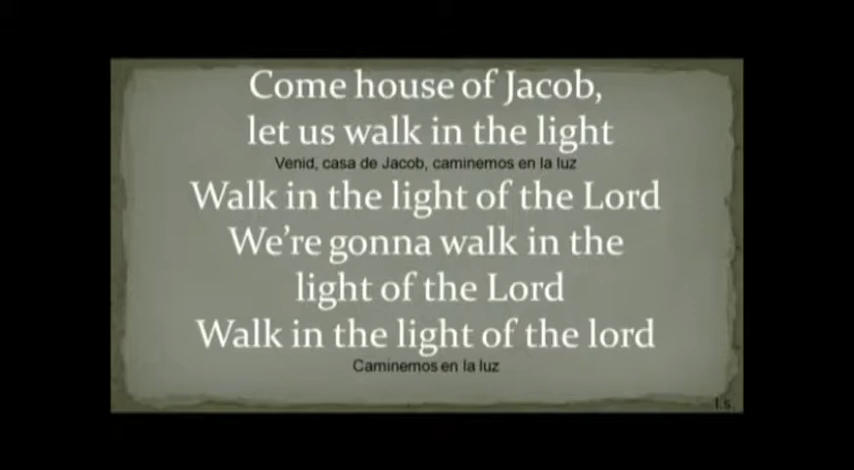 Come house of Jacob,
let us walk in the light
Venid, casa de Jacob, caminemos en la luz
Walk in the light of the Lord
We're gonna walk in the
light of the Lord
Walk in the light of the lord
Caminemos en la luz